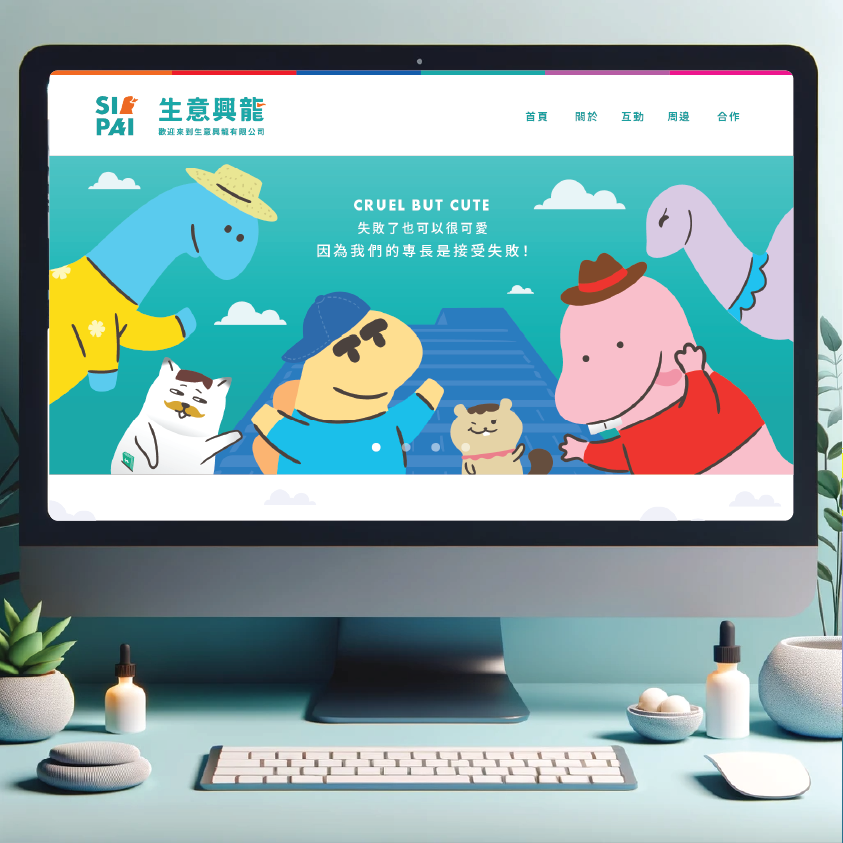 SI PAI
生意興龍
歡迎來到生意興龍有限公司
首頁 關於 互動 周邊 合作
CRUEL BUT CUTE
失敗了也可以很可愛
因為我們的專長是接受失敗!